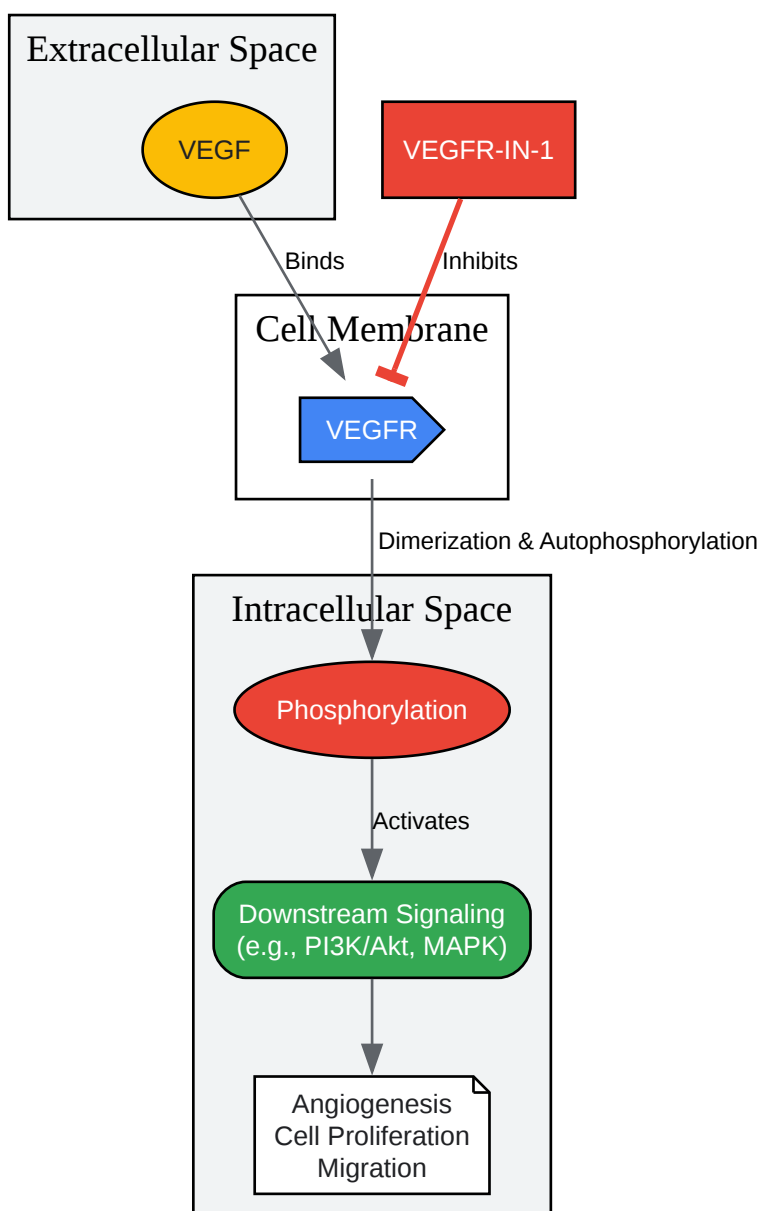 Extracellular Space
VEGF
VEGFR-IN-1
Binds
Inhibits
Cell Membrane
VEGFR
Dimerization & Autophosphorylation
Intracellular Space
Phosphorylation
Activates
Downstream Signaling
(e.g., PI3K/Akt, MAPK)
Angiogenesis
Cell Proliferation
Migration